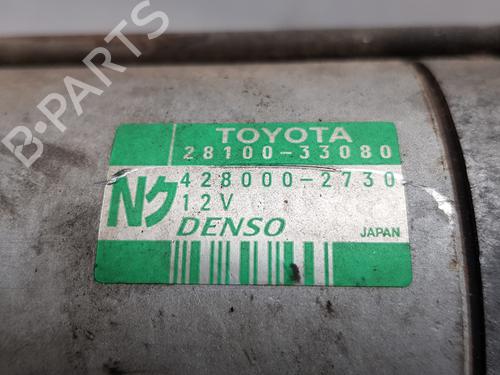 TOYOTA
28100-33080
Nク
428000-2730
12V
DENSO
JAPAN
B-PARTS